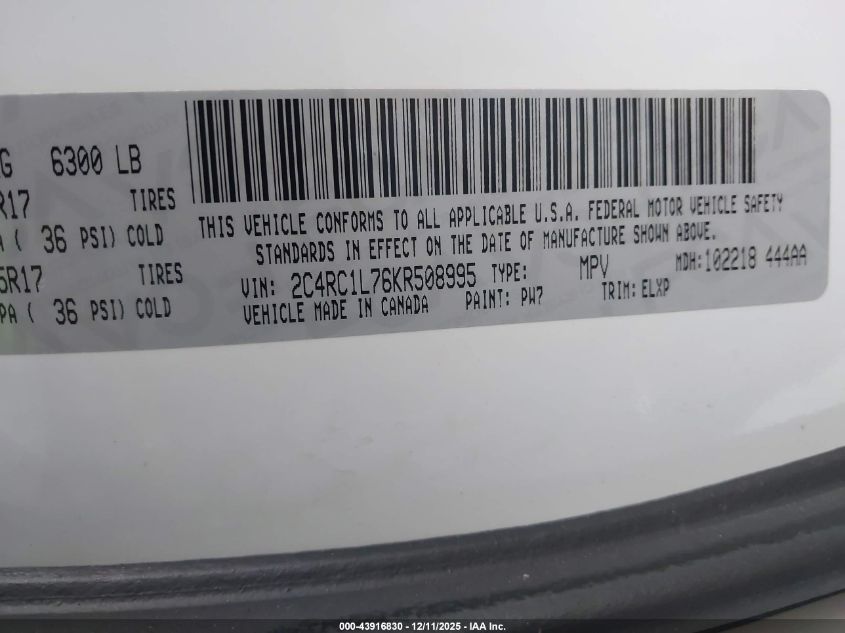 G 6300 LB
R17 TIRES
A ( 36 PSI) COLD
5R17 TIRES
PA ( 36 PSI) COLD
THIS VEHICLE CONFORMS TO ALL APPLICABLE U.S.A. FEDERAL MOTOR VEHICLE SAFETY
STANDARDS IN EFFECT ON THE DATE OF MANUFACTURE SHOWN ABOVE.
VIN: 2C4RC1L76KR508995 TYPE: MPV MDH:102218 444AA
VEHICLE MADE IN CANADA PAINT: PW7 TRIM: ELXP
000-43916830 - 12/11/2025 - IAA Inc.